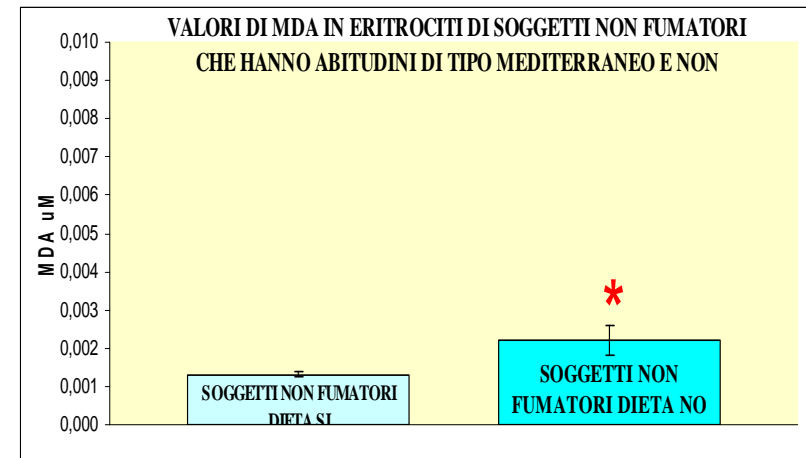 VALORI DI MDA IN ERITROCITI DI SOGGETTI NON FUMATORI
CHE HANNO ABITUDINI DI TIPO MEDITERRANEO E NON
0,010
0,009
0,008
0,007
0,006
0,005
0,004
0,003
0,002
0,001
0,000
MDA uM
*
SOGGETTI NON FUMATORI
DIETA SI
SOGGETTI NON
FUMATORI DIETA NO